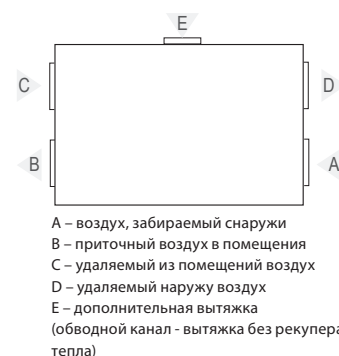 E
C
D
B
A
A – воздух, забираемый снаружи
B – приточный воздух в помещения
C – удаляемый из помещений воздух
D – удаляемый наружу воздух
E – дополнительная вытяжка
(обводной канал - вытяжка без
тепла)